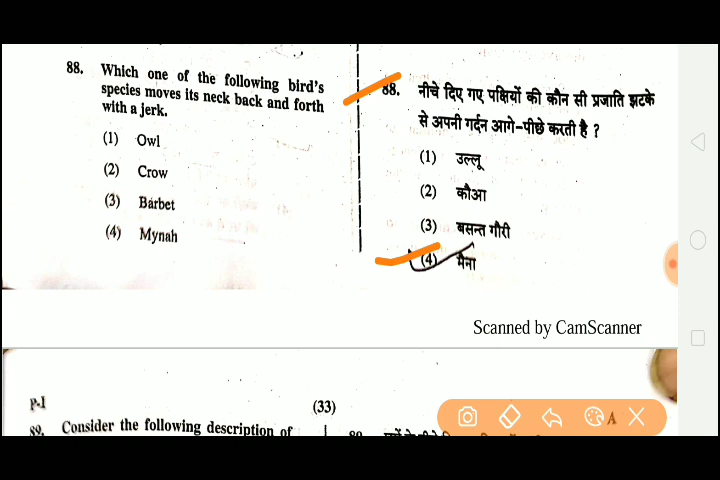 88. Which one of the following bird's
species moves its neck back and forth
with a jerk.
(1) Owl
(2) Crow
(3) Barbet
(4) Mynah
88. नीचे दिए गए पक्षियों की कौन सी प्रजाति झटके
से अपनी गर्दन आगे-पीछे करती है ?
(1) उल्लू
(2) कौआ
(3) बसन्त गौरी
(4) मैना
Scanned by CamScanner
P-I
(33)
89. Consider the following description of
89.
A